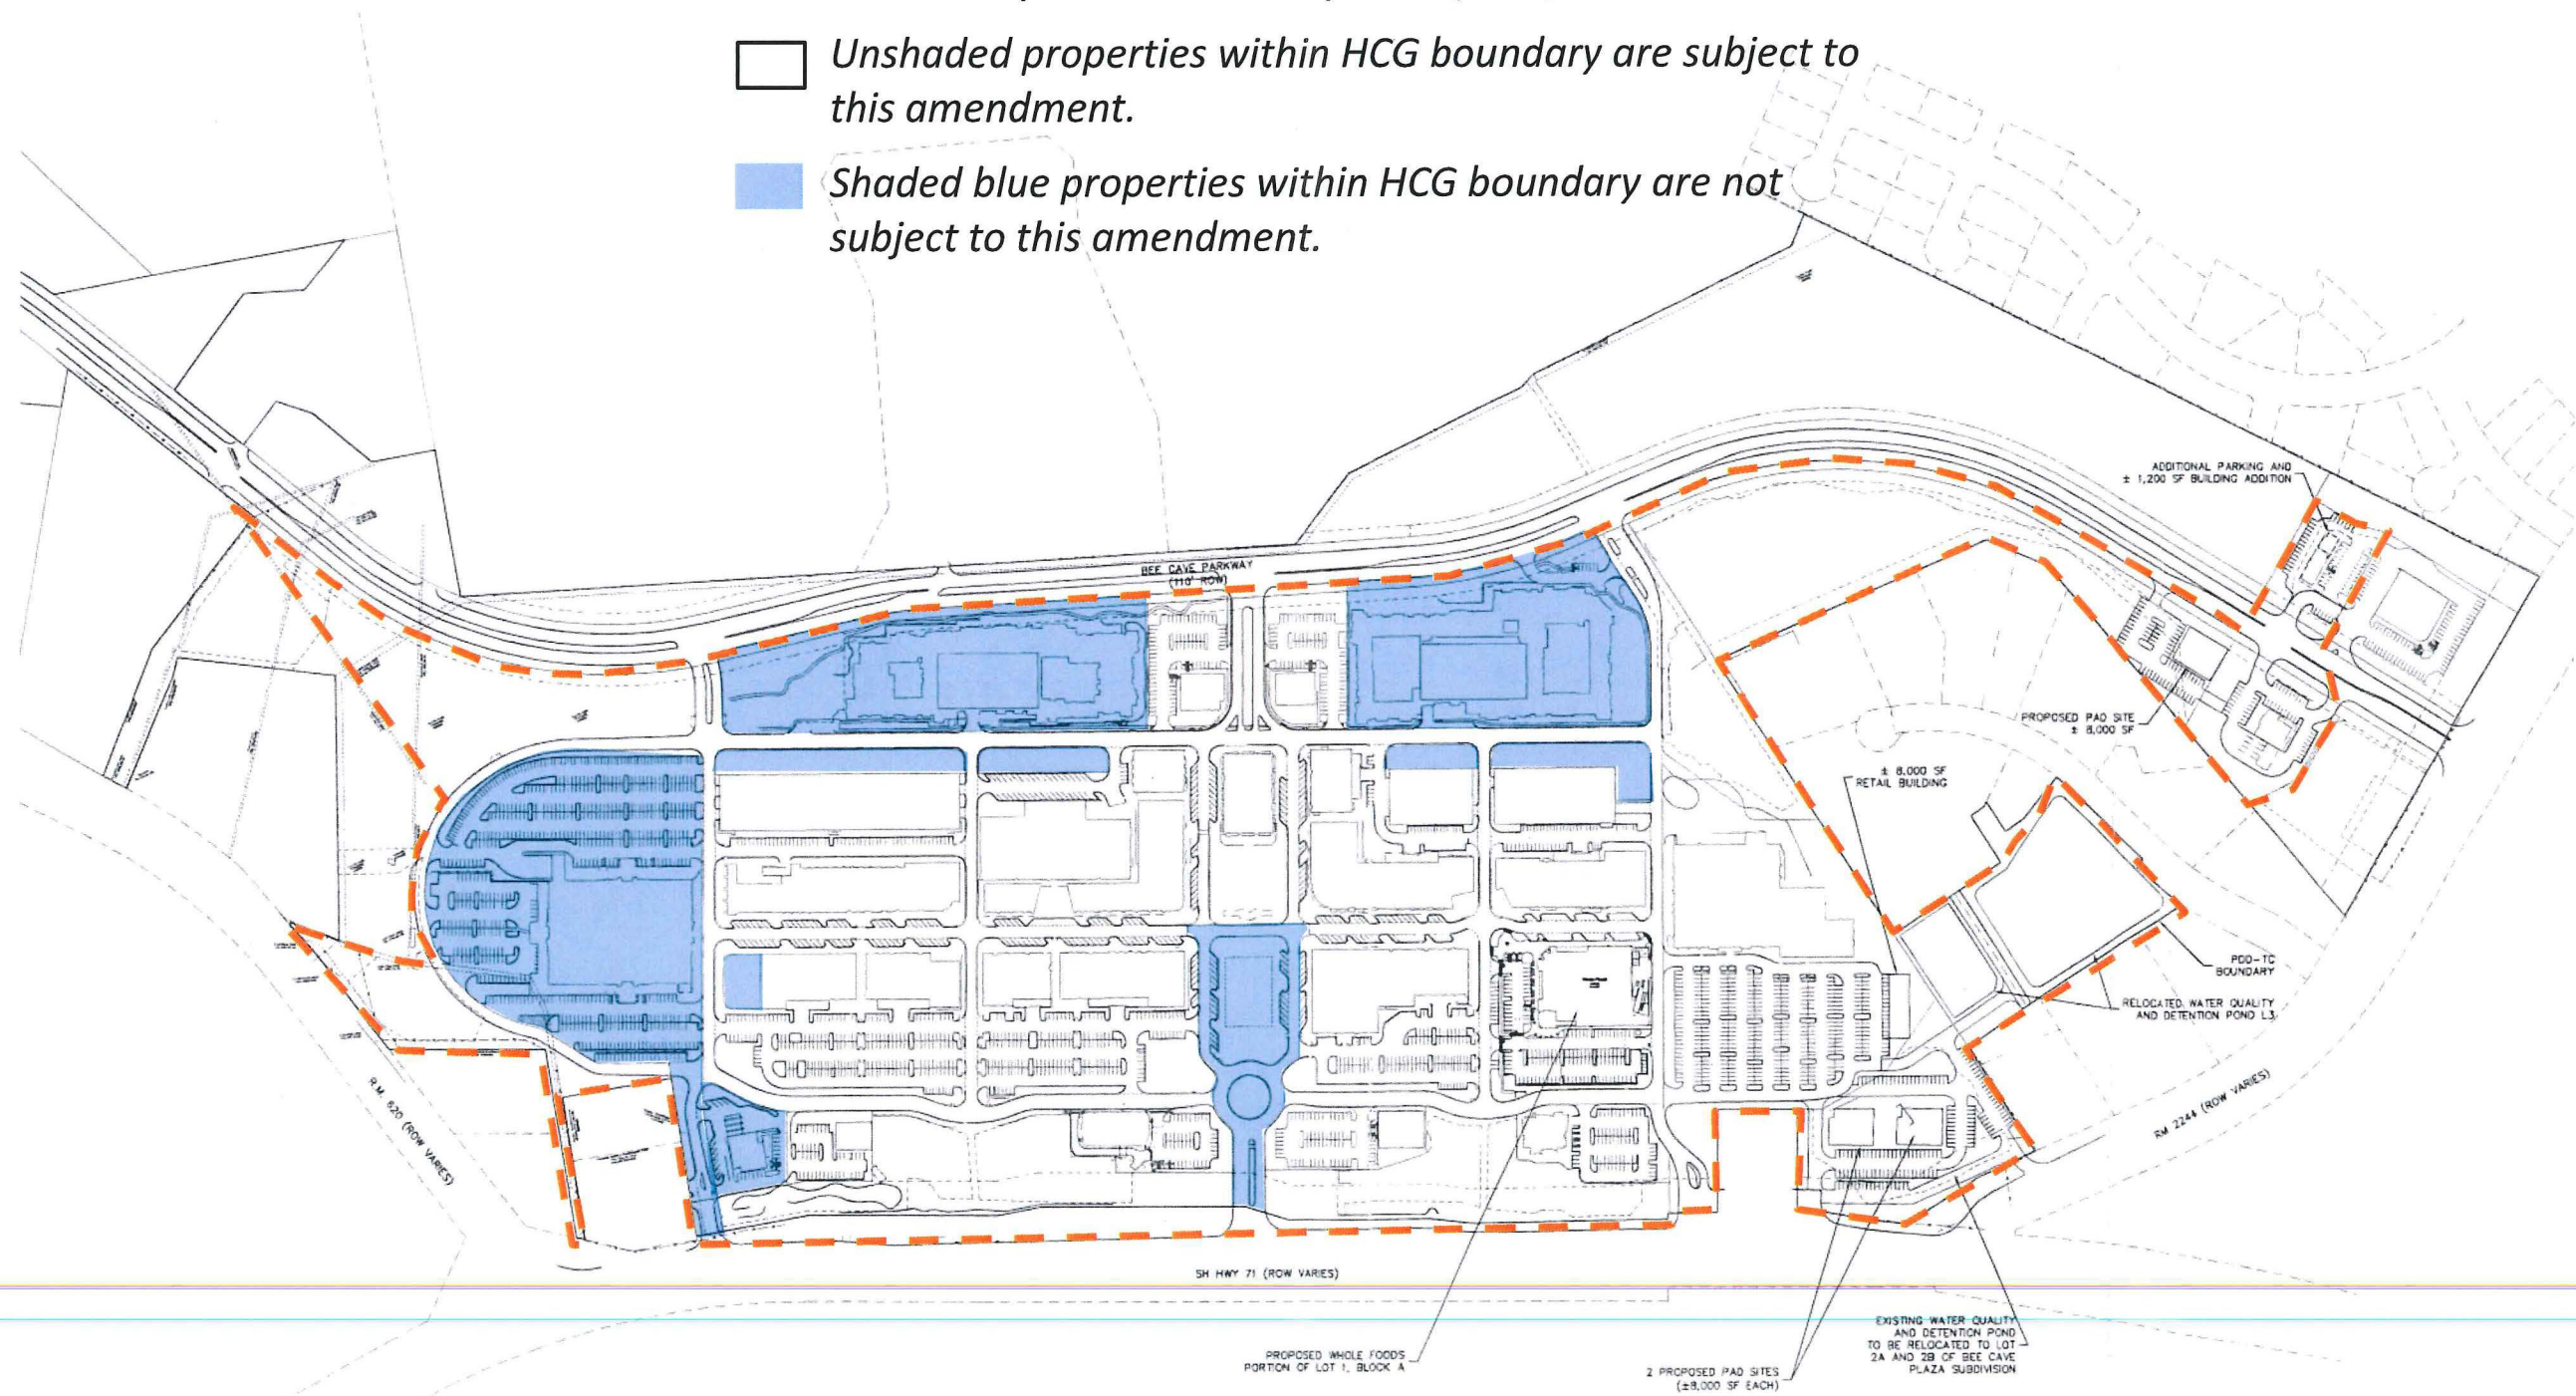 Unshaded properties within HCG boundary are subject to
this amendment.
Shaded blue properties within HCG boundary are not
subject to this amendment.
ADDITIONAL PARKING AND
± 1,200 SF BUILDING ADDITION
BEE CAVE PARKWAY
(110' ROW)
PROPOSED PAD SITE
± 8,000 SF
± 8,000 SF
RETAIL BUILDING
PDD-TC
BOUNDARY
RELOCATED WATER QUALITY
AND DETENTION POND L3
R.M. 620 (ROW VARIES)
RM 2244 (ROW VARIES)
SH HWY 71 (ROW VARIES)
PROPOSED WHOLE FOODS
PORTION OF LOT 1, BLOCK A
2 PROPOSED PAD SITES
(±8,000 SF EACH)
EXISTING WATER QUALITY
AND DETENTION POND
TO BE RELOCATED TO LOT
2A AND 2B OF BEE CAVE
PLAZA SUBDIVISION